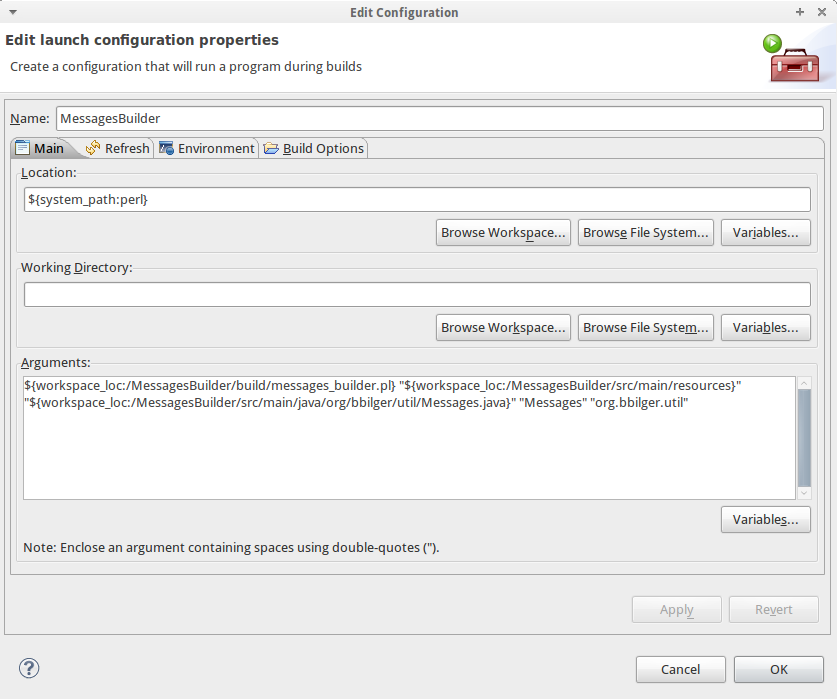 Edit Configuration
Edit launch configuration properties
Create a configuration that will run a program during builds
Name: MessagesBuilder
Main Refresh Environment Build Options
Location:
${system_path:perl}
Browse Workspace... Browse File System... Variables...
Working Directory:
Browse Workspace... Browse File System... Variables...
Arguments:
${workspace_loc:/MessagesBuilder/build/messages_builder.pl} "${workspace_loc:/MessagesBuilder/src/main/resources}"
"${workspace_loc:/MessagesBuilder/src/main/java/org/bbilger/util/Messages.java}" "Messages" "org.bbilger.util"
Variables...
Note: Enclose an argument containing spaces using double-quotes (").
Apply Revert
? Cancel OK